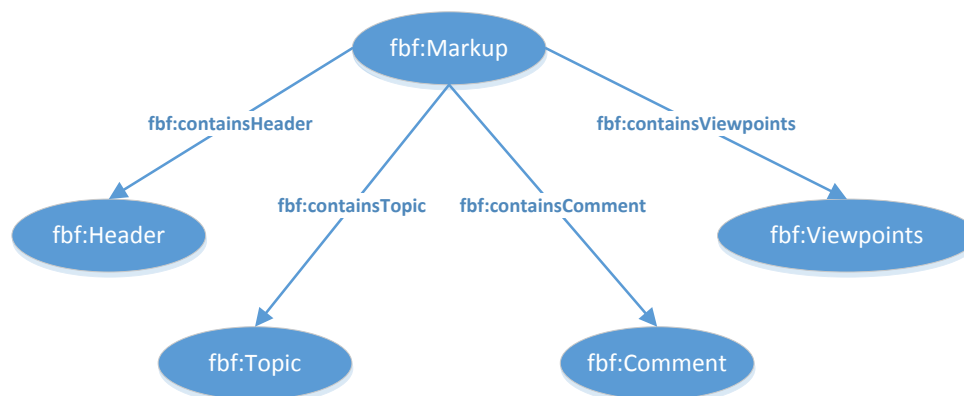 fbf:Markup
fbf:containsHeader
fbf:containsViewpoints
fbf:containsTopic
fbf:containsComment
fbf:Header
fbf:Viewpoints
fbf:Topic
fbf:Comment